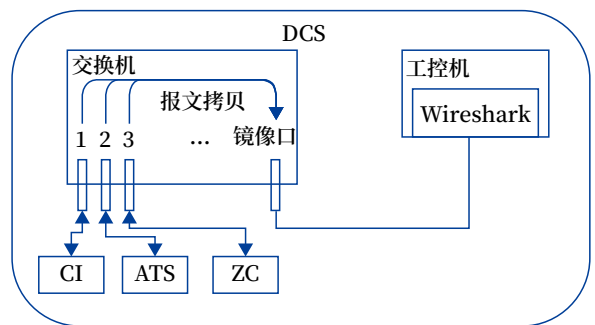 DCS
交换机
工控机
报文拷贝
Wireshark
1 2 3 … 镜像口
CI ATS ZC